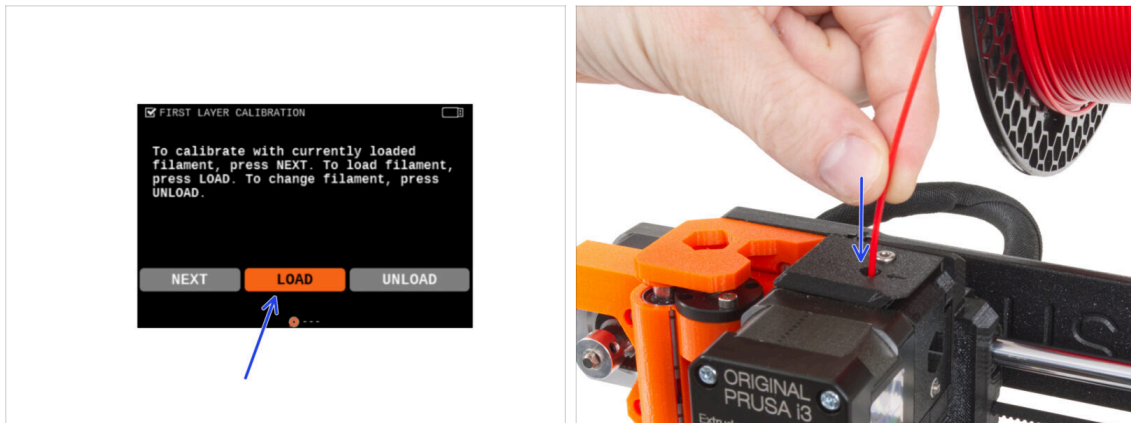 FIRST LAYER CALIBRATION
To calibrate with currently loaded
filament, press NEXT. To load filament,
press LOAD. To change filament, press
UNLOAD.
NEXT
LOAD
UNLOAD
---
ORIGINAL
PRUSA i3